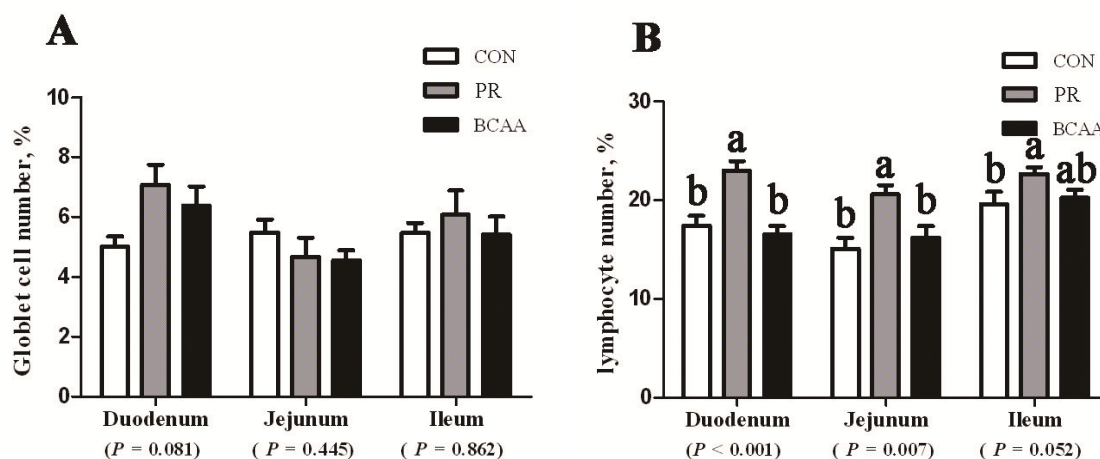 A
CON
PR
BCAA
Globlet cell number, %
10
8
6
4
2
0
Duodenum
Jejunum
Ileum
(P = 0.081)
( P = 0.445)
( P = 0.862)
B
CON
PR
BCAA
lymphocyte number, %
30
20
10
0
b
a
b
b
a
b
b
a
ab
Duodenum
Jejunum
Ileum
(P < 0.001)
( P = 0.007)
( P = 0.052)